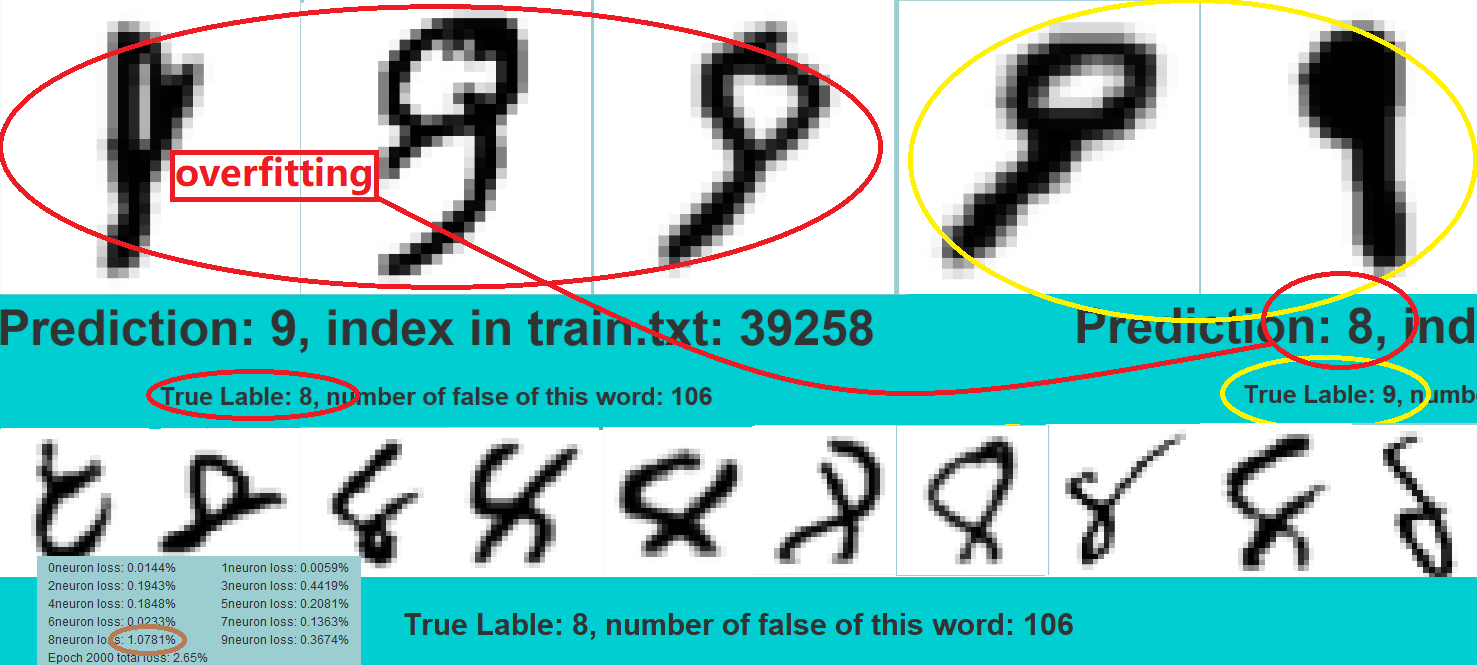 overfitting
Prediction: 9, index in train.txt: 39258
Prediction: 8, ind
True Lable: 8, number of false of this word: 106
True Lable: 9, numb
0neuron loss: 0.0144% 1neuron loss: 0.0059%
2neuron loss: 0.1943% 3neuron loss: 0.4419%
4neuron loss: 0.1848% 5neuron loss: 0.2081%
6neuron loss: 0.0233% 7neuron loss: 0.1363%
8neuron loss: 1.0781% 9neuron loss: 0.3674%
Epoch 2000 total loss: 2.65%
True Lable: 8, number of false of this word: 106